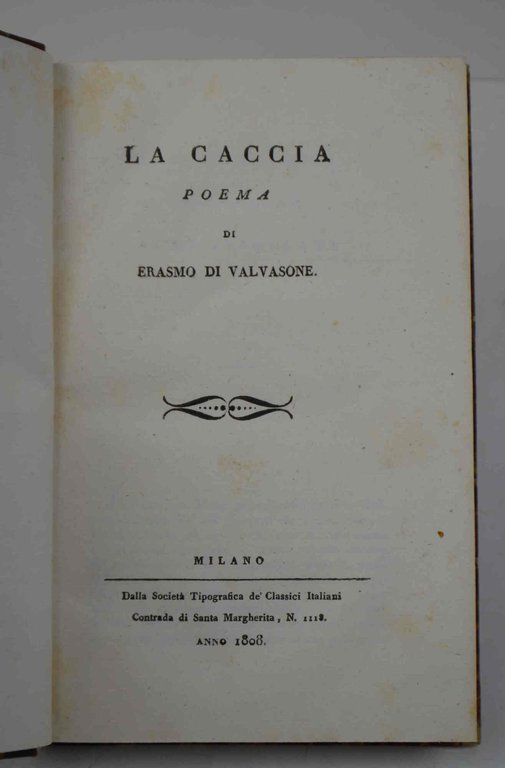 LA CACCIA
POEMA
DI
ERASMO DI VALVASONE.
MILANO
Dalla Società Tipografica de' Classici Italiani
Contrada di Santa Margherita, N. 1118.
ANNO 1808.